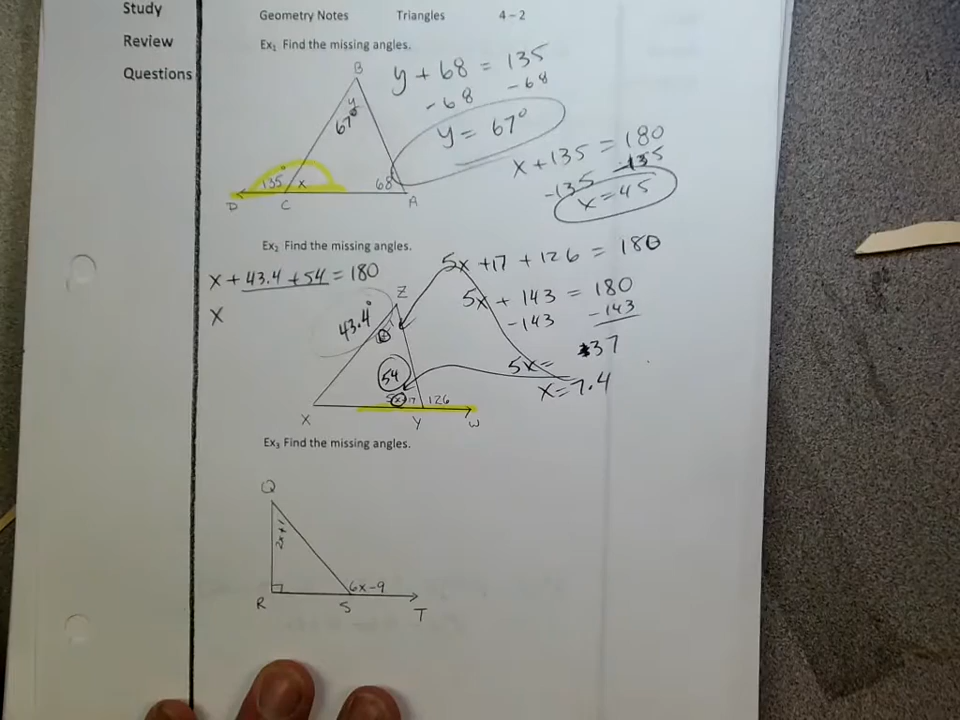 Study
Review
Questions
Geometry Notes Triangles 4 – 2
Ex1 Find the missing angles.
B
y
67°
135° x 68
D C A
y + 68 = 135
-68 -68
y = 67°
x + 135 = 180
-135 -135
x = 45
Ex2 Find the missing angles.
x + 43.4 + 54 = 180
x
Z
43.4°
54
5x+17 126
X Y W
5x + 17 + 126 = 180
5x + 143 = 180
-143 -143
5x = 37
x = 7.4
Ex3 Find the missing angles.
Q
2x+1
6x-9
R S T